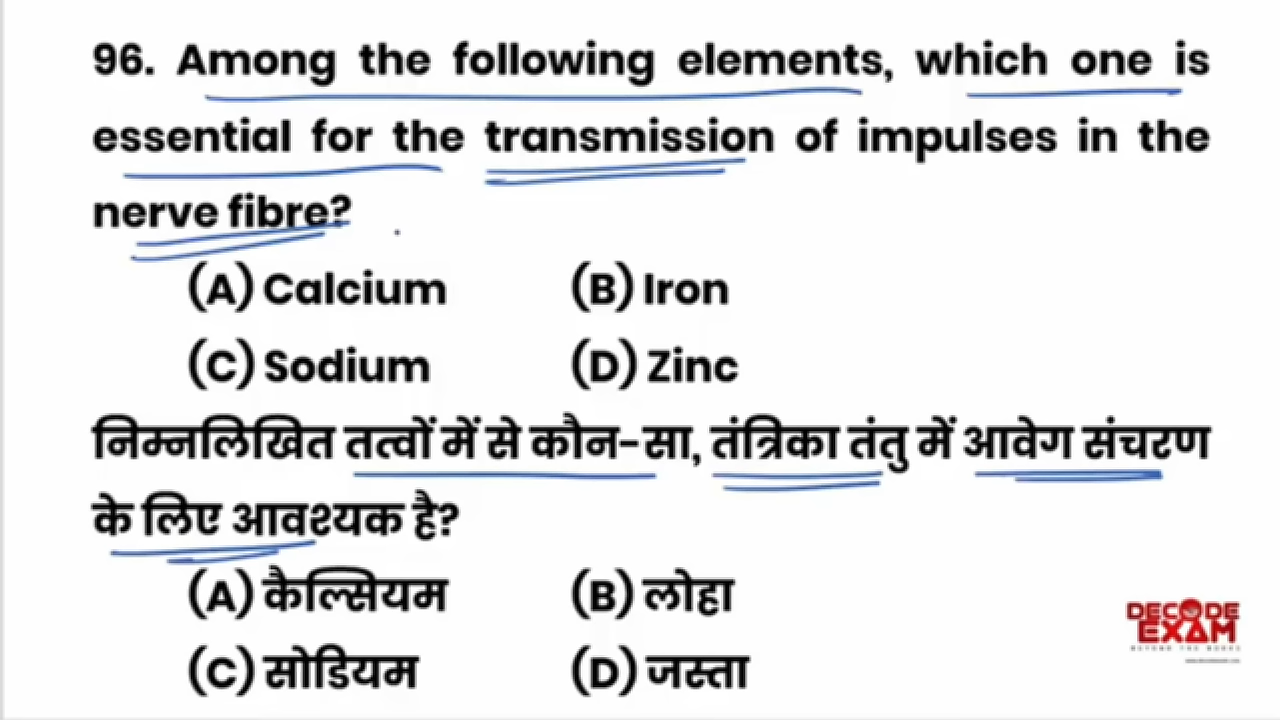 96. Among the following elements, which one is
essential for the transmission of impulses in the
nerve fibre?
(A) Calcium (B) Iron
(C) Sodium (D) Zinc
निम्नलिखित तत्वों में से कौन-सा, तंत्रिका तंतु में आवेग संचरण
के लिए आवश्यक है?
(A) कैल्सियम (B) लोहा
(C) सोडियम (D) जस्ता
DECODE
EXAM